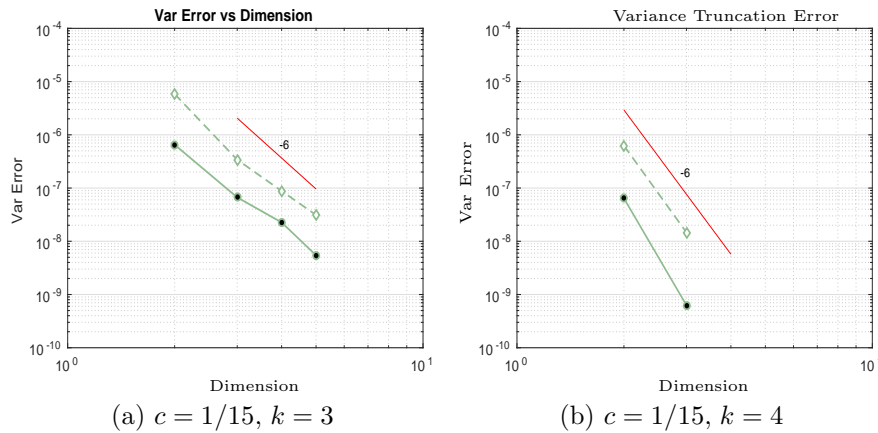 Var Error vs Dimension
10^-4
10^-5
10^-6
10^-7
10^-8
10^-9
10^-10
Var Error
-6
10^0
10^1
Dimension
(a) c = 1/15, k = 3
Variance Truncation Error
10^-4
10^-5
10^-6
10^-7
10^-8
10^-9
10^-10
Var Error
-6
10^0
10
Dimension
(b) c = 1/15, k = 4